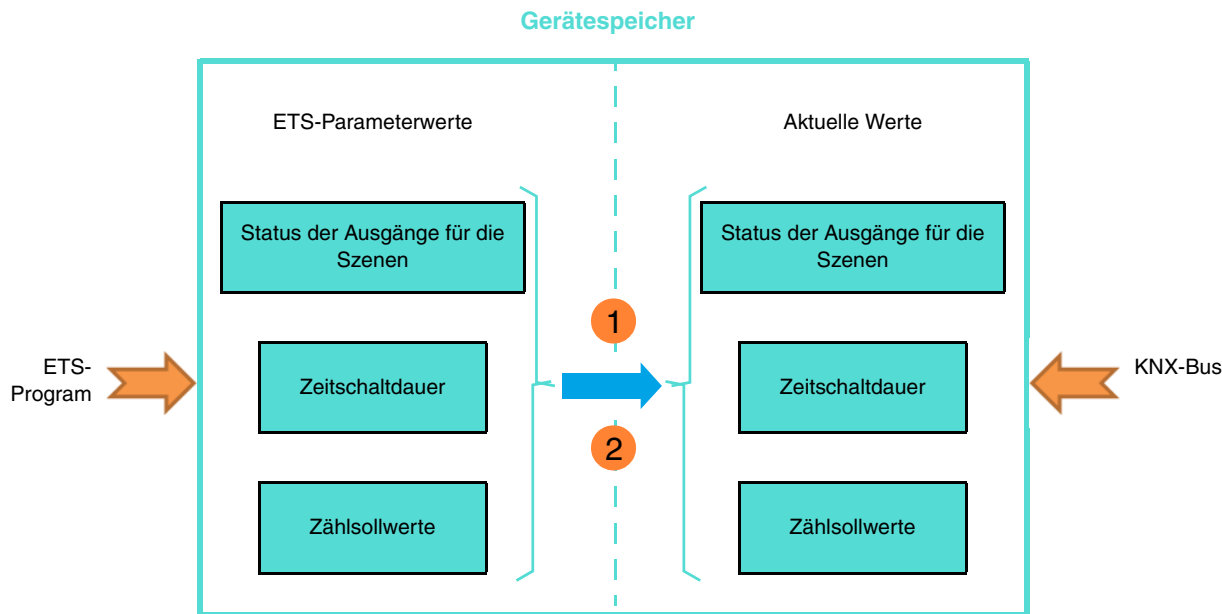 Gerätespeicher
ETS-Parameterwerte
Aktuelle Werte
Status der Ausgänge für die
Szenen
Status der Ausgänge für die
Szenen
1
ETS-
Program
Zeitschaltdauer
Zeitschaltdauer
KNX-Bus
2
Zählsollwerte
Zählsollwerte